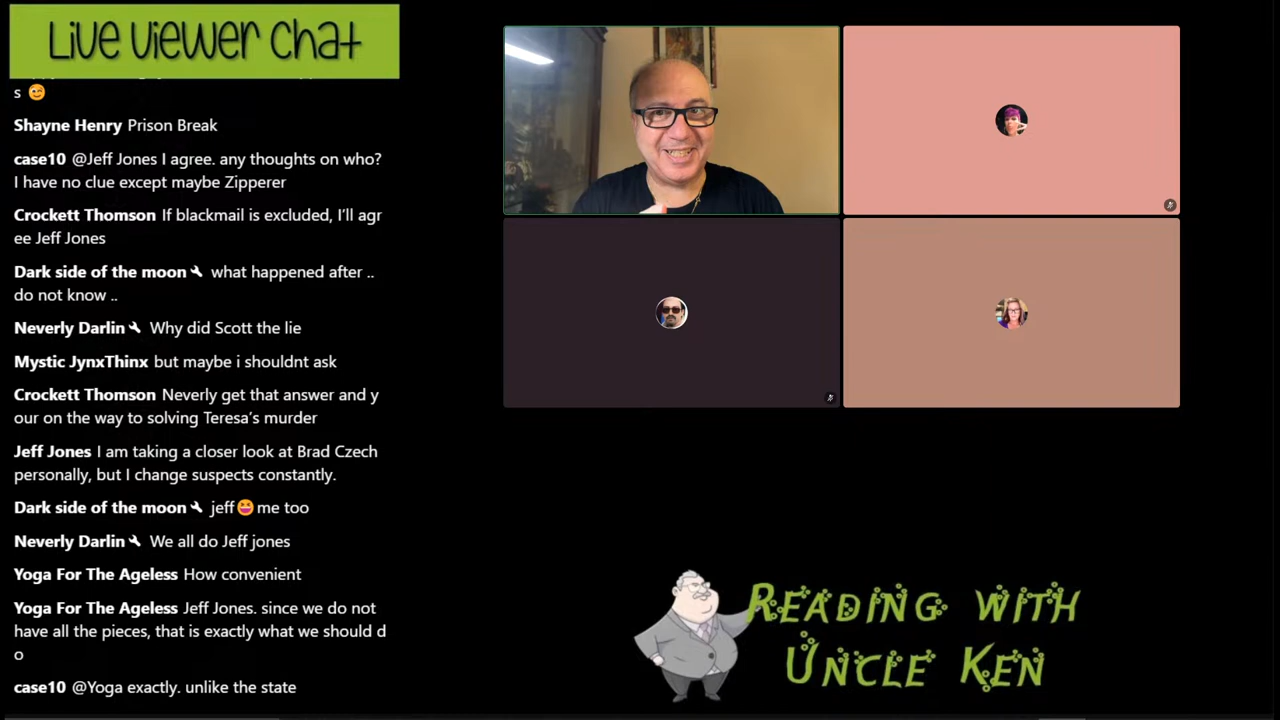 Live viewer chat
s 😉
Shayne Henry Prison Break
case10 @Jeff Jones I agree. any thoughts on who?
I have no clue except maybe Zipperer
Crockett Thomson If blackmail is excluded, I’ll agr
ee Jeff Jones
Dark side of the moon what happened after ..
do not know ..
Neverly Darlin Why did Scott the lie
Mystic JynxThinx but maybe i shouldnt ask
Crockett Thomson Neverly get that answer and y
our on the way to solving Teresa’s murder
Jeff Jones I am taking a closer look at Brad Czech
personally, but I change suspects constantly.
Dark side of the moon jeff😆me too
Neverly Darlin We all do Jeff jones
Yoga For The Ageless How convenient
Yoga For The Ageless Jeff Jones. since we do not
have all the pieces, that is exactly what we should d
o
case10 @Yoga exactly. unlike the state
Reading with
Uncle Ken